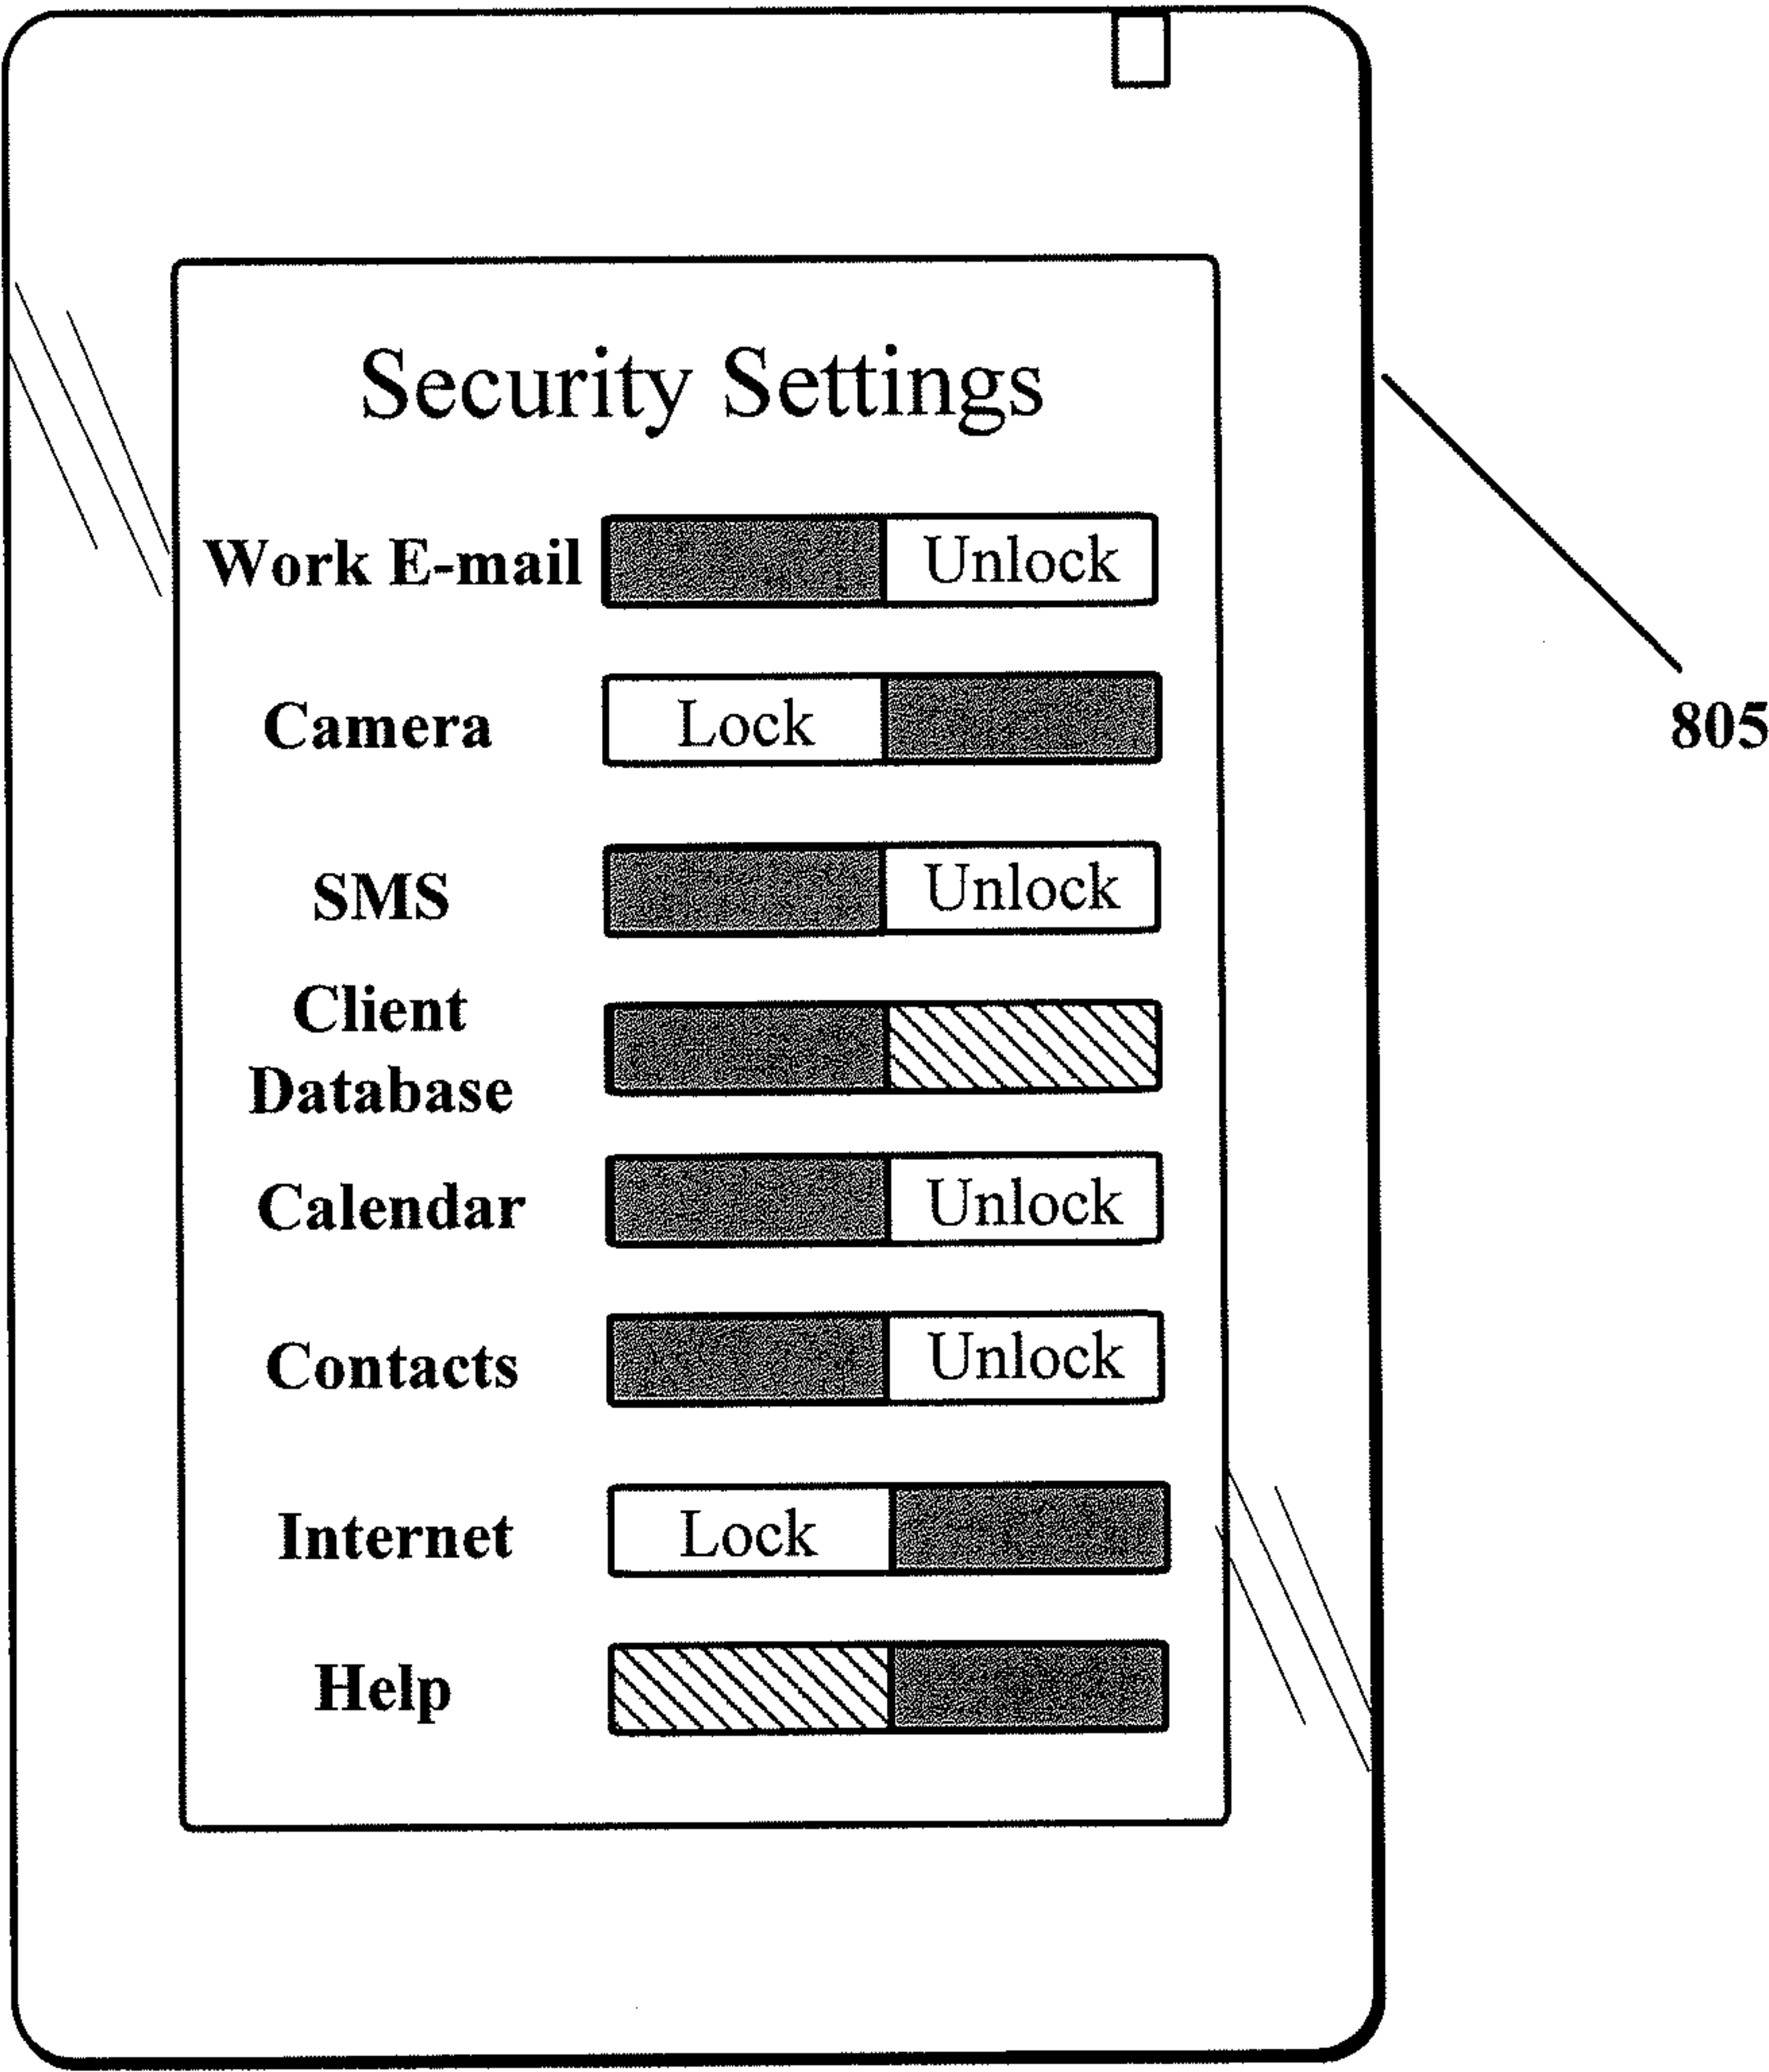 Security Settings
Work E-mail Unlock
Camera Lock
805
SMS Unlock
Client
Database
Calendar Unlock
Contacts Unlock
Internet Lock
Help